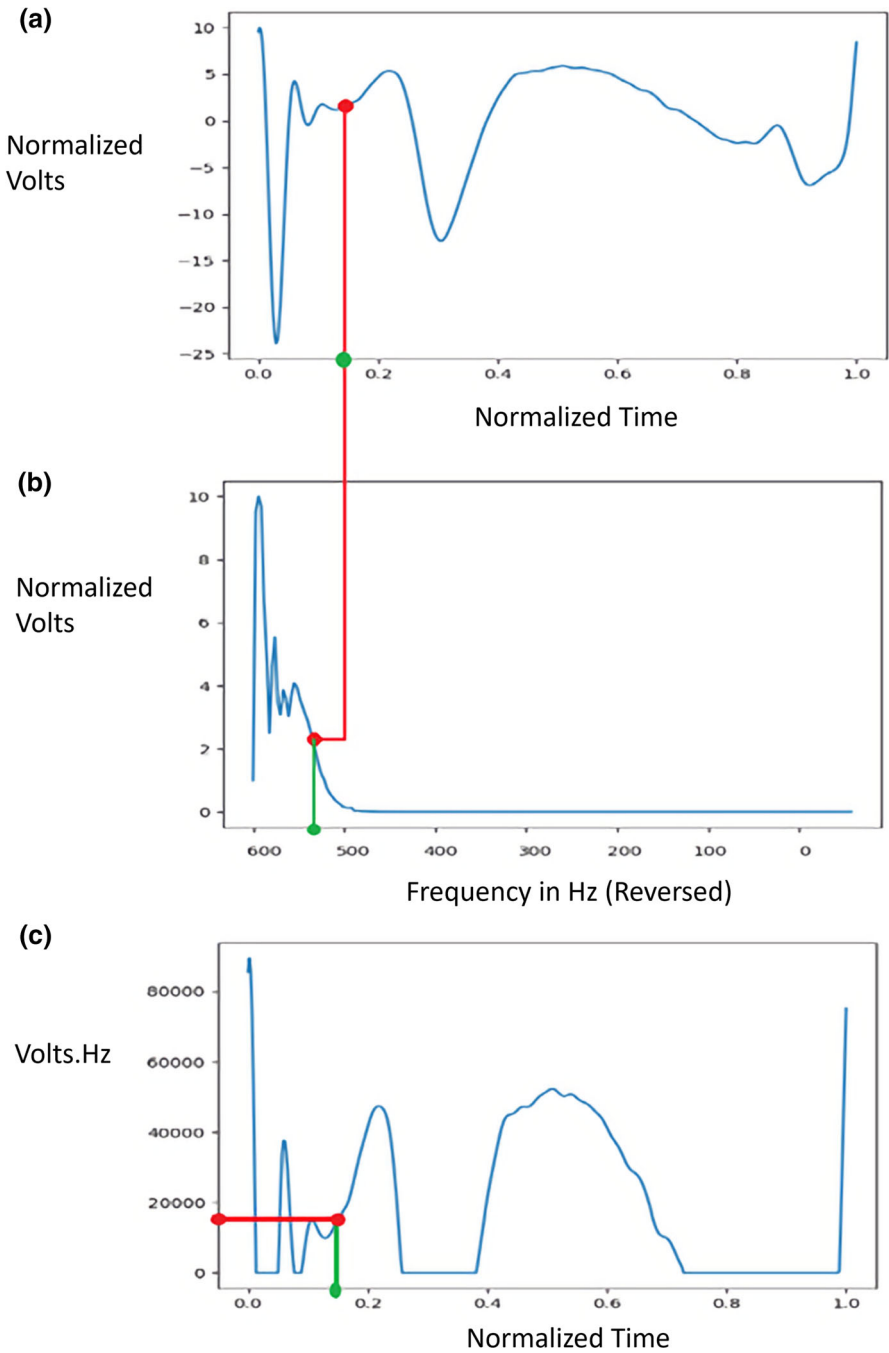 (a)
10
5
0
−5
−10
−15
−20
−25
Normalized
Volts
0.0 0.2 0.4 0.6 0.8 1.0
Normalized Time
(b)
10
8
6
4
2
0
Normalized
Volts
600 500 400 300 200 100 0
Frequency in Hz (Reversed)
(c)
80000
60000
40000
20000
0
Volts.Hz
0.0 0.2 0.4 0.6 0.8 1.0
Normalized Time